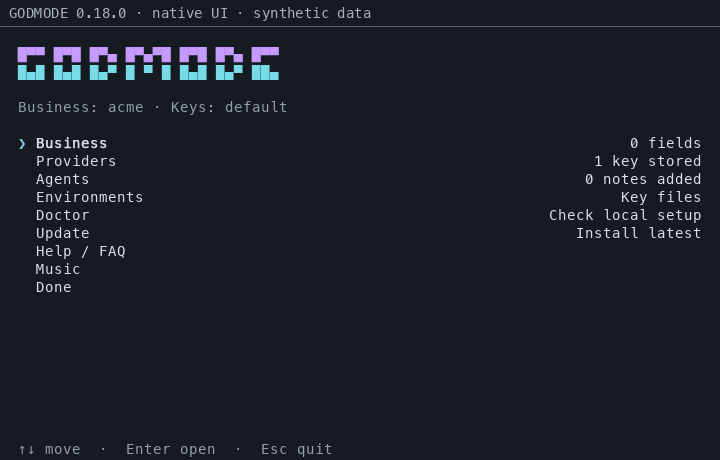 GODMODE 0.18.0 · native UI · synthetic data
GODMODE
Business: acme · Keys: default
❯ Business 0 fields
Providers 1 key stored
Agents 0 notes added
Environments Key files
Doctor Check local setup
Update Install latest
Help / FAQ
Music
Done
↑↓ move · Enter open · Esc quit